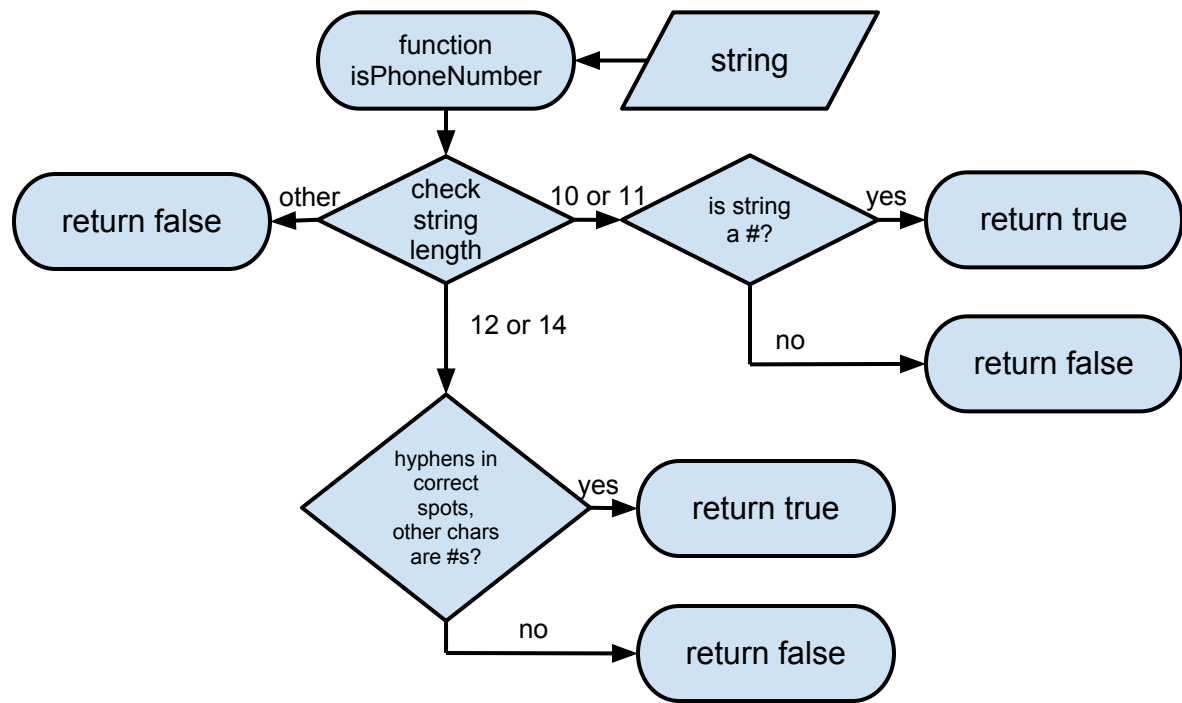 function
isPhoneNumber
string
other
check
string
length
10 or 11
is string
a #?
yes
return true
return false
12 or 14
no
return false
hyphens in
correct
spots,
other chars
are #s?
yes
return true
no
return false